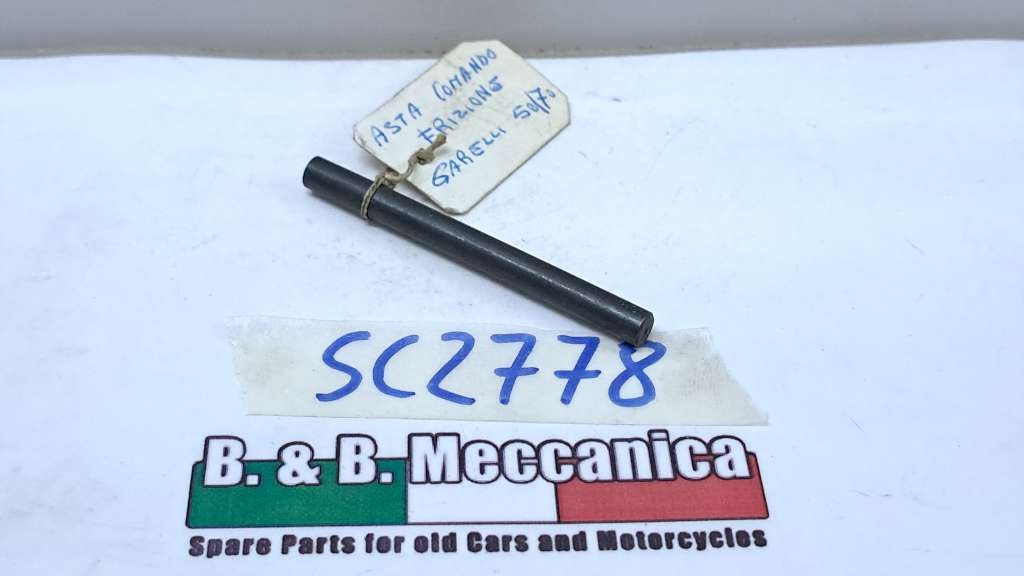 ASTA COMANDO
FRIZIONE
GARELLI 50/70
SC2778
B. & B. Meccanica
Spare Parts for old Cars and Motorcycles